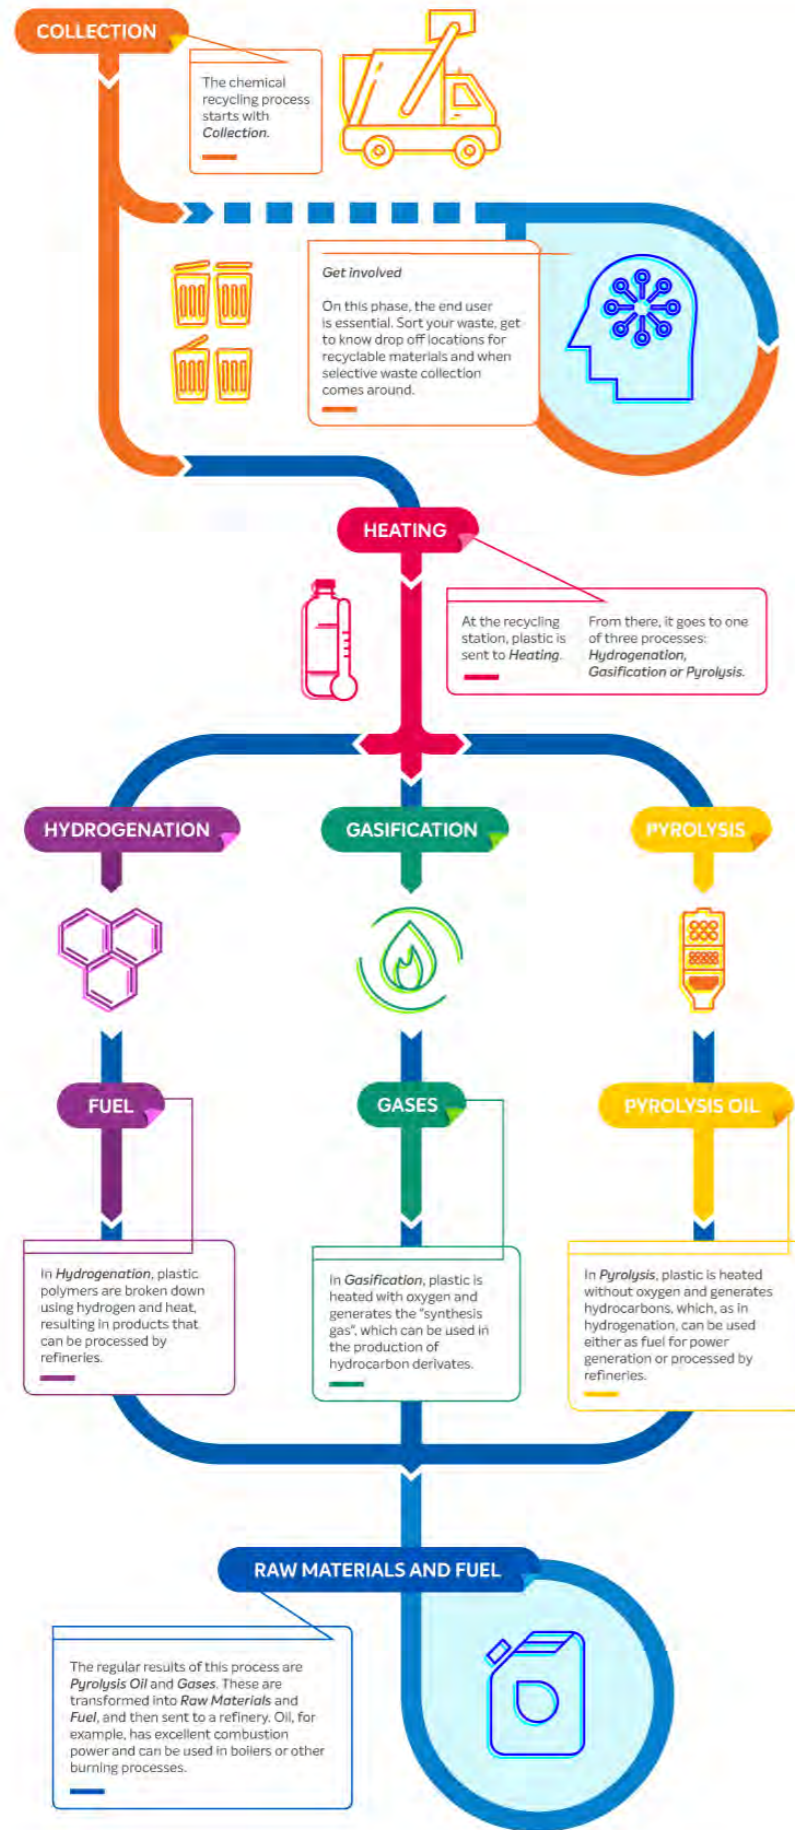 COLLECTION
The chemical
recycling process
starts with
Collection.
Get involved
On this phase, the end user
is essential. Sort your waste, get
to know drop off locations for
recyclable materials and when
selective waste collection
comes around.
HEATING
At the recycling
station, plastic is
sent to Heating.
From there, it goes to one
of three processes:
Hydrogenation,
Gasification or Pyrolysis.
HYDROGENATION
GASIFICATION
PYROLYSIS
FUEL
GASES
PYROLYSIS OIL
In Hydrogenation, plastic
polymers are broken down
using hydrogen and heat,
resulting in products that
can be processed by
refineries.
In Gasification, plastic is
heated with oxygen and
generates the "synthesis
gas", which can be used in
the production of
hydrocarbon derivates.
In Pyrolysis, plastic is heated
without oxygen and generates
hydrocarbons, which, as in
hydrogenation, can be used
either as fuel for power
generation or processed by
refineries.
RAW MATERIALS AND FUEL
The regular results of this process are
Pyrolysis Oil and Gases. These are
transformed into Raw Materials and
Fuel, and then sent to a refinery. Oil, for
example, has excellent combustion
power and can be used in boilers or other
burning processes.